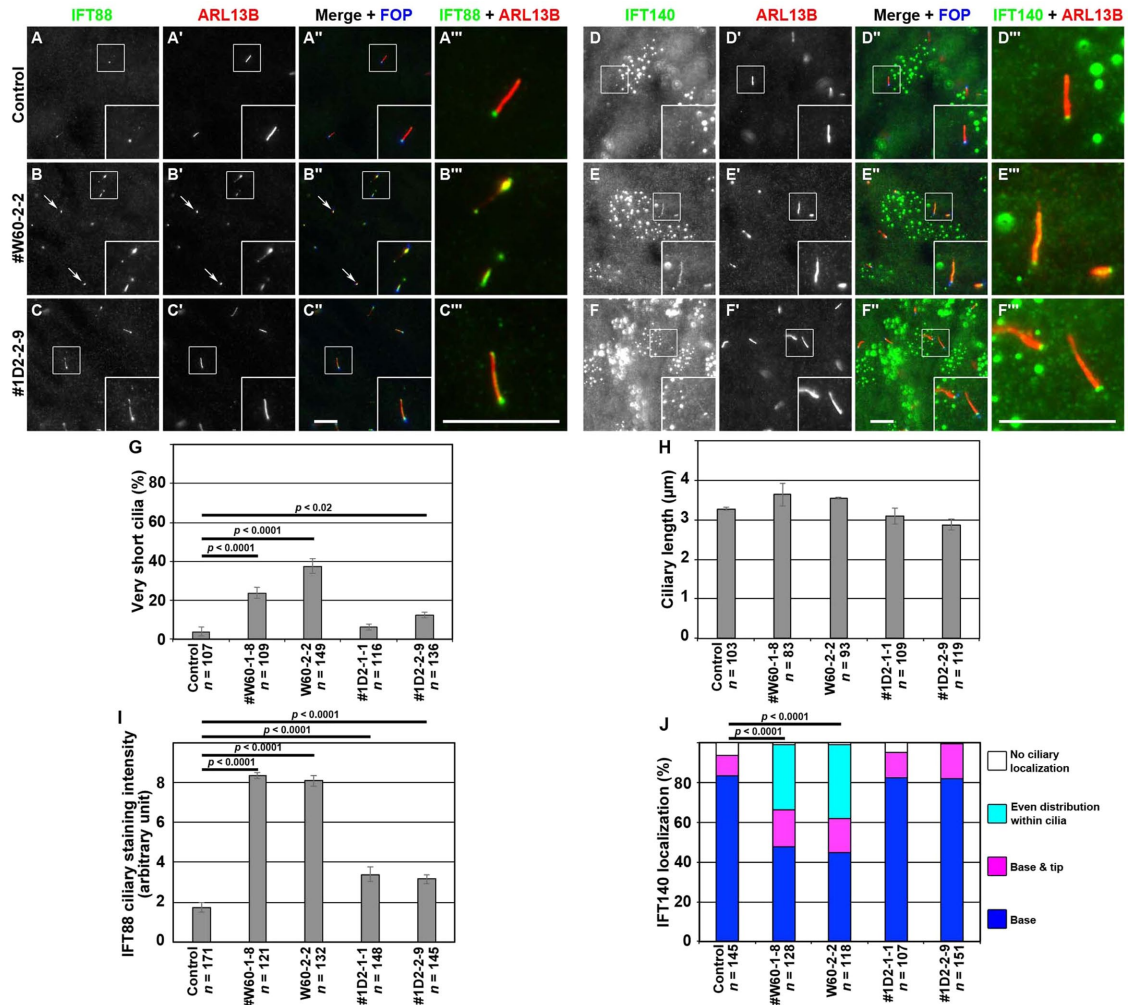 IFT88 ARL13B Merge + FOP IFT88 + ARL13B IFT140 ARL13B Merge + FOP IFT140 + ARL13B
Control
A A' A'' A''' D D' D'' D'''
#W60-2-2
B B' B'' B''' E E' E'' E'''
#1D2-2-9
C C' C'' C''' F F' F'' F'''
G
Very short cilia (%)
80
60
40
20
0
p < 0.02
p < 0.0001
p < 0.0001
Control
n = 107
#W60-1-8
n = 109
W60-2-2
n = 149
#1D2-1-1
n = 116
#1D2-2-9
n = 136
H
Ciliary length (μm)
4
3
2
1
0
Control
n = 103
#W60-1-8
n = 83
W60-2-2
n = 93
#1D2-1-1
n = 109
#1D2-2-9
n = 119
I
IFT88 ciliary staining intensity
(arbitrary unit)
8
6
4
2
0
p < 0.0001
p < 0.0001
p < 0.0001
p < 0.0001
Control
n = 171
#W60-1-8
n = 121
W60-2-2
n = 132
#1D2-1-1
n = 148
#1D2-2-9
n = 145
J
IFT140 localization (%)
80
60
40
20
0
p < 0.0001
p < 0.0001
Control
n = 145
#W60-1-8
n = 128
W60-2-2
n = 118
#1D2-1-1
n = 107
#1D2-2-9
n = 151
No ciliary
localization
Even distribution
within cilia
Base & tip
Base